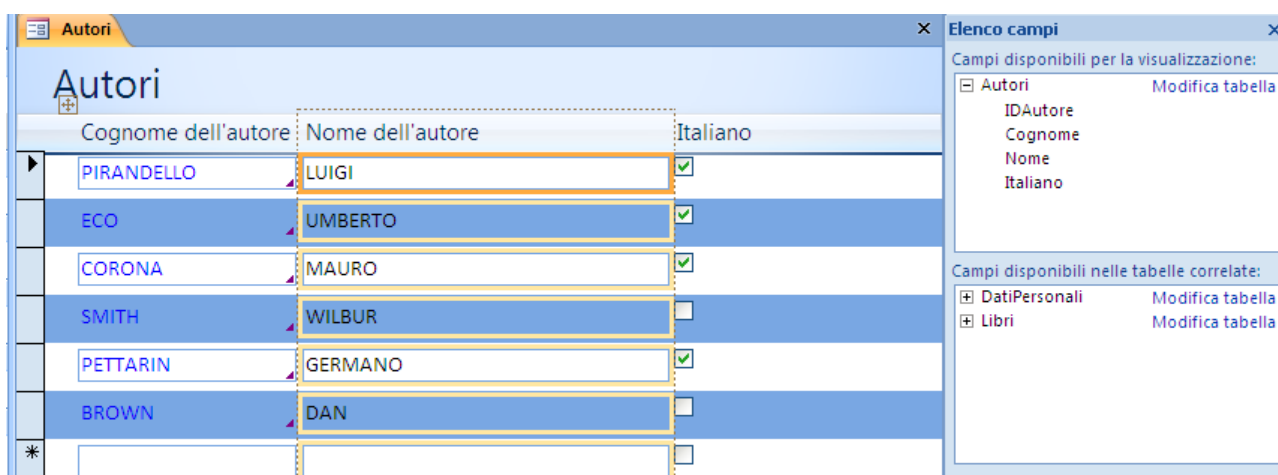 Autori
Autori
Cognome dell'autore Nome dell'autore Italiano
PIRANDELLO LUIGI
ECO UMBERTO
CORONA MAURO
SMITH WILBUR
PETTARIN GERMANO
BROWN DAN
Elenco campi
Campi disponibili per la visualizzazione:
Autori Modifica tabella
IDAutore
Cognome
Nome
Italiano
Campi disponibili nelle tabelle correlate:
DatiPersonali Modifica tabella
Libri Modifica tabella